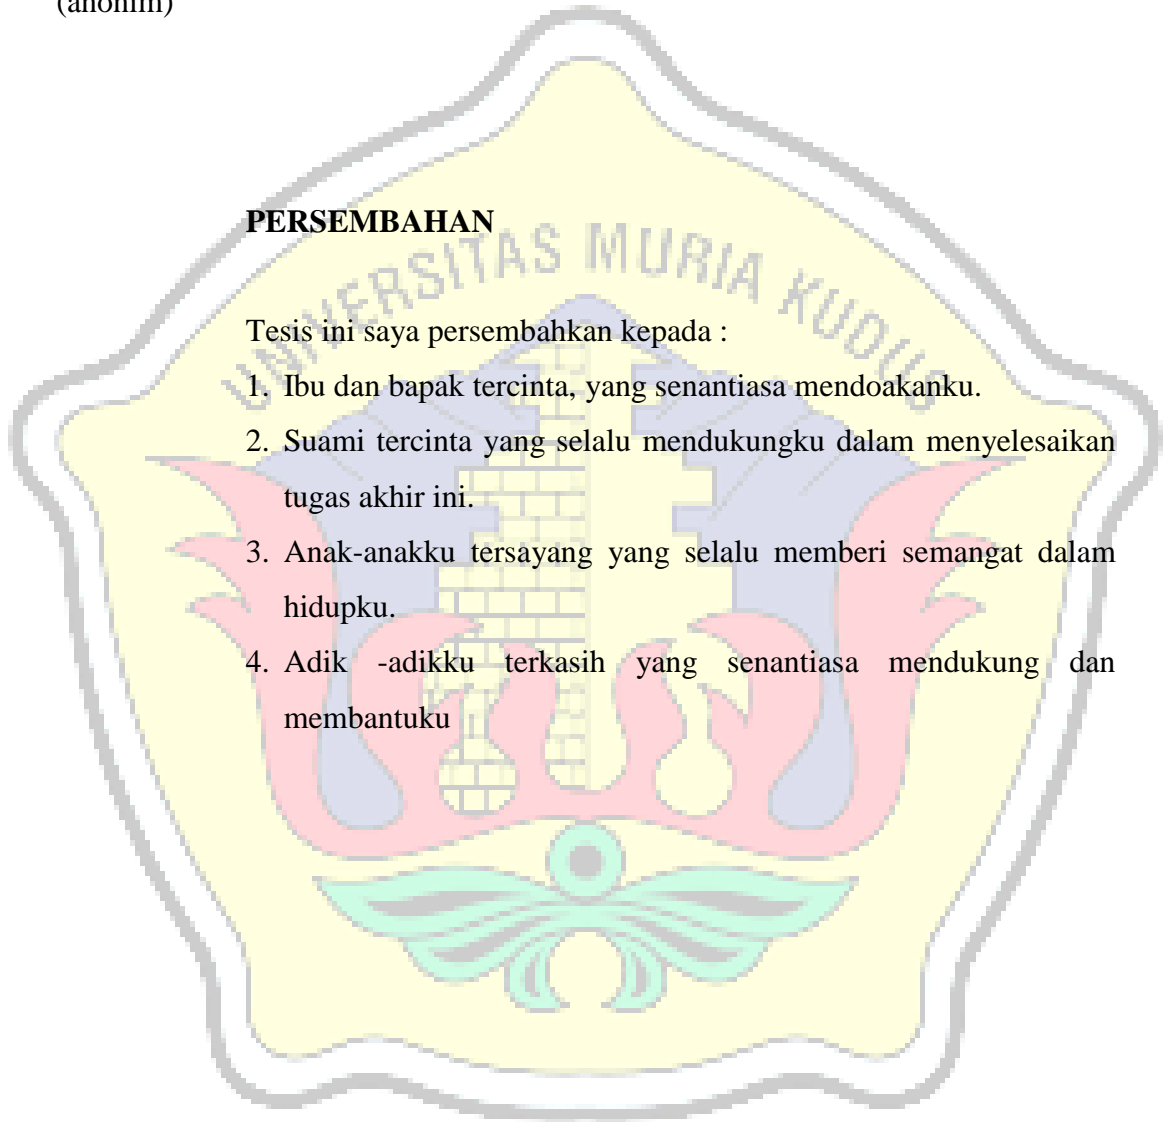 (anonim)
PERSEMBAHAN
UNIVERSITAS MURIA KUDUS
Tesis ini saya persembahkan kepada :
1. Ibu dan bapak tercinta, yang senantiasa mendoakanku.
2. Suami tercinta yang selalu mendukungku dalam menyelesaikan
tugas akhir ini.
3. Anak-anakku tersayang yang selalu memberi semangat dalam
hidupku.
4. Adik -adikku terkasih yang senantiasa mendukung dan
membantuku